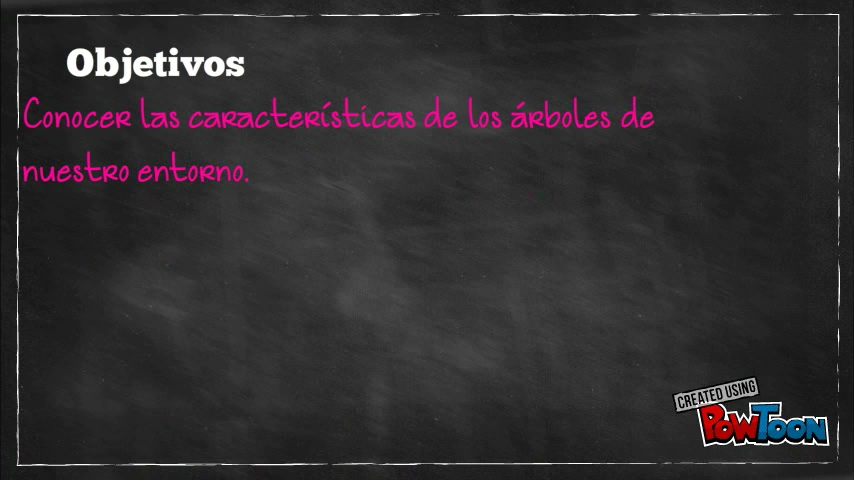 Objetivos
Conocer las características de los árboles de
nuestro entorno.
CREATED USING
POWTOON